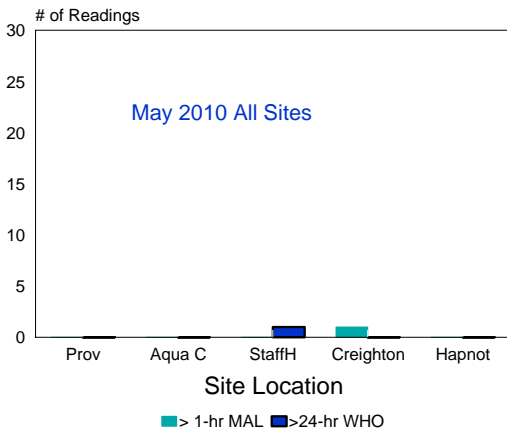 # of Readings
30
25
20
15
10
5
0
May 2010 All Sites
Prov Aqua C StaffH Creighton Hapnot
Site Location
> 1-hr MAL >24-hr WHO